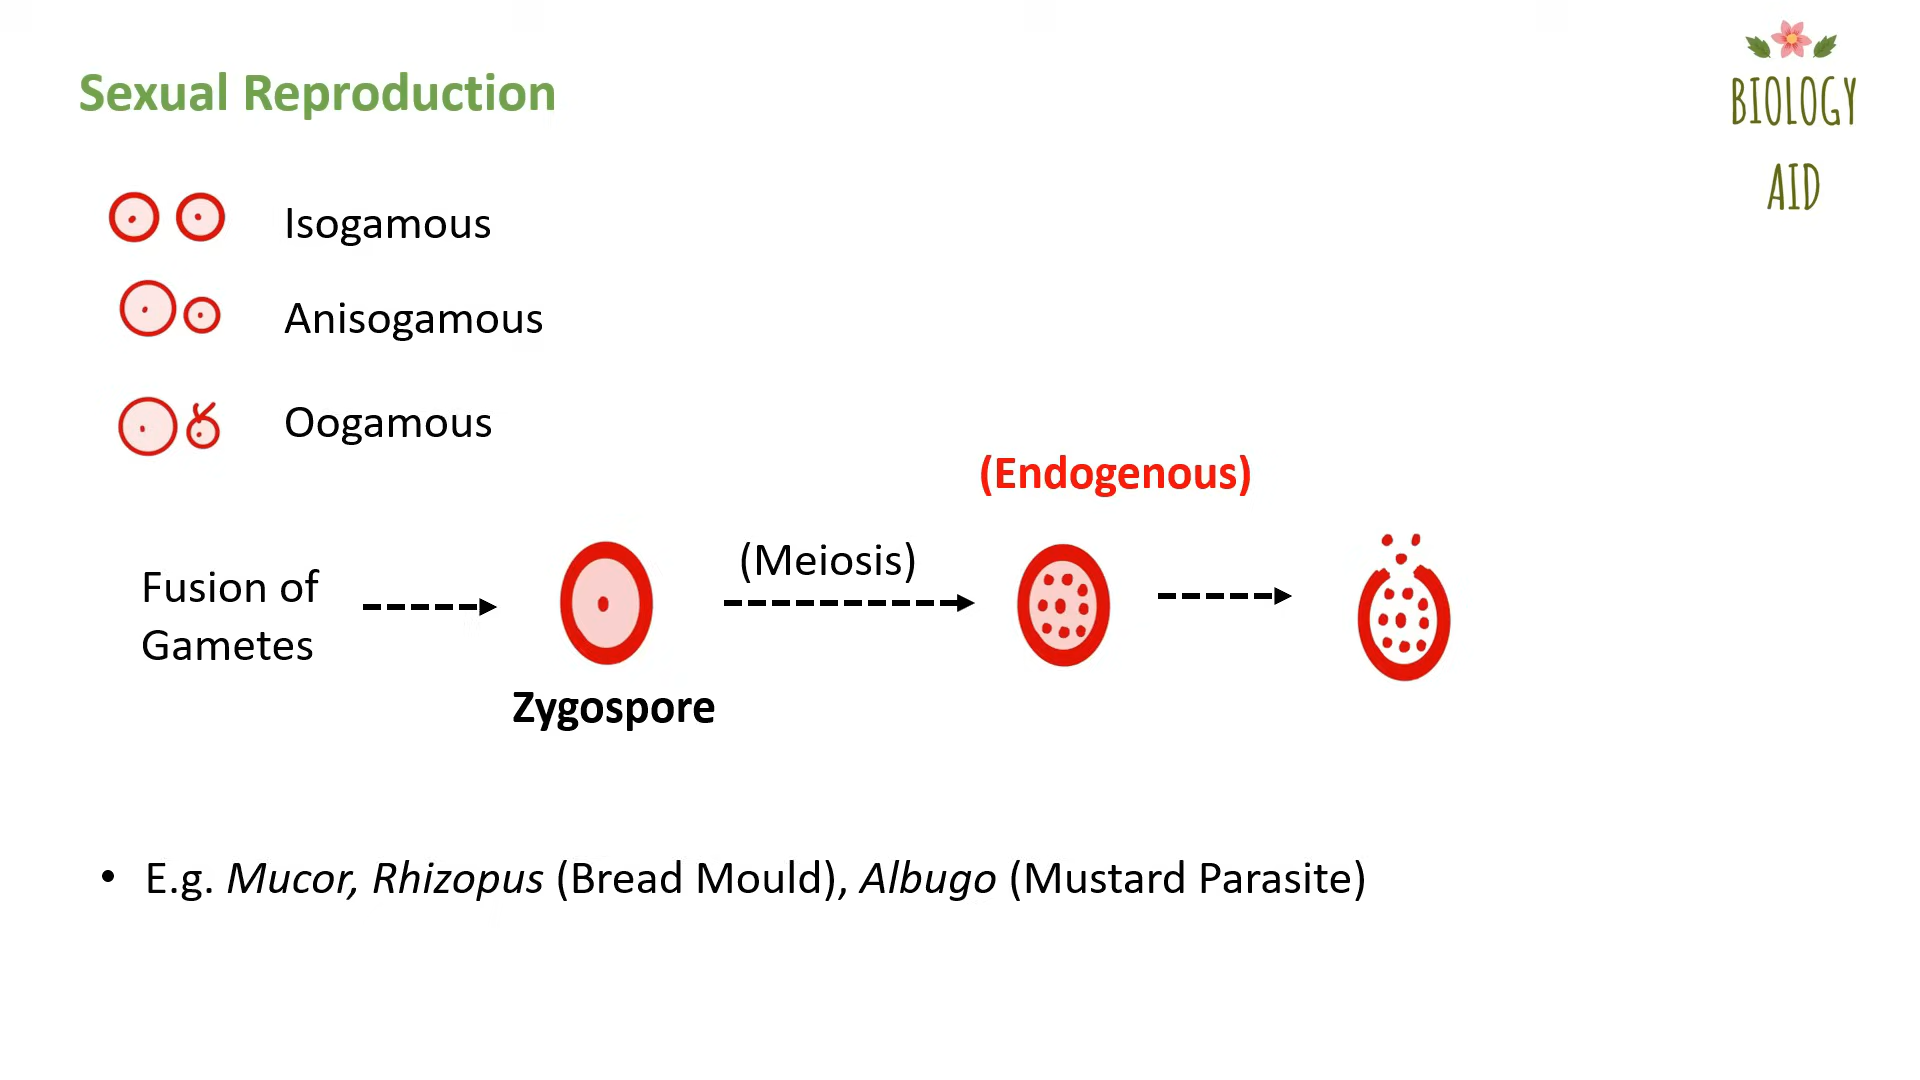 Sexual Reproduction
BIOLOGY
AID
Isogamous
Anisogamous
Oogamous
(Endogenous)
(Meiosis)
Fusion of
Gametes
Zygospore
• E.g. Mucor, Rhizopus (Bread Mould), Albugo (Mustard Parasite)